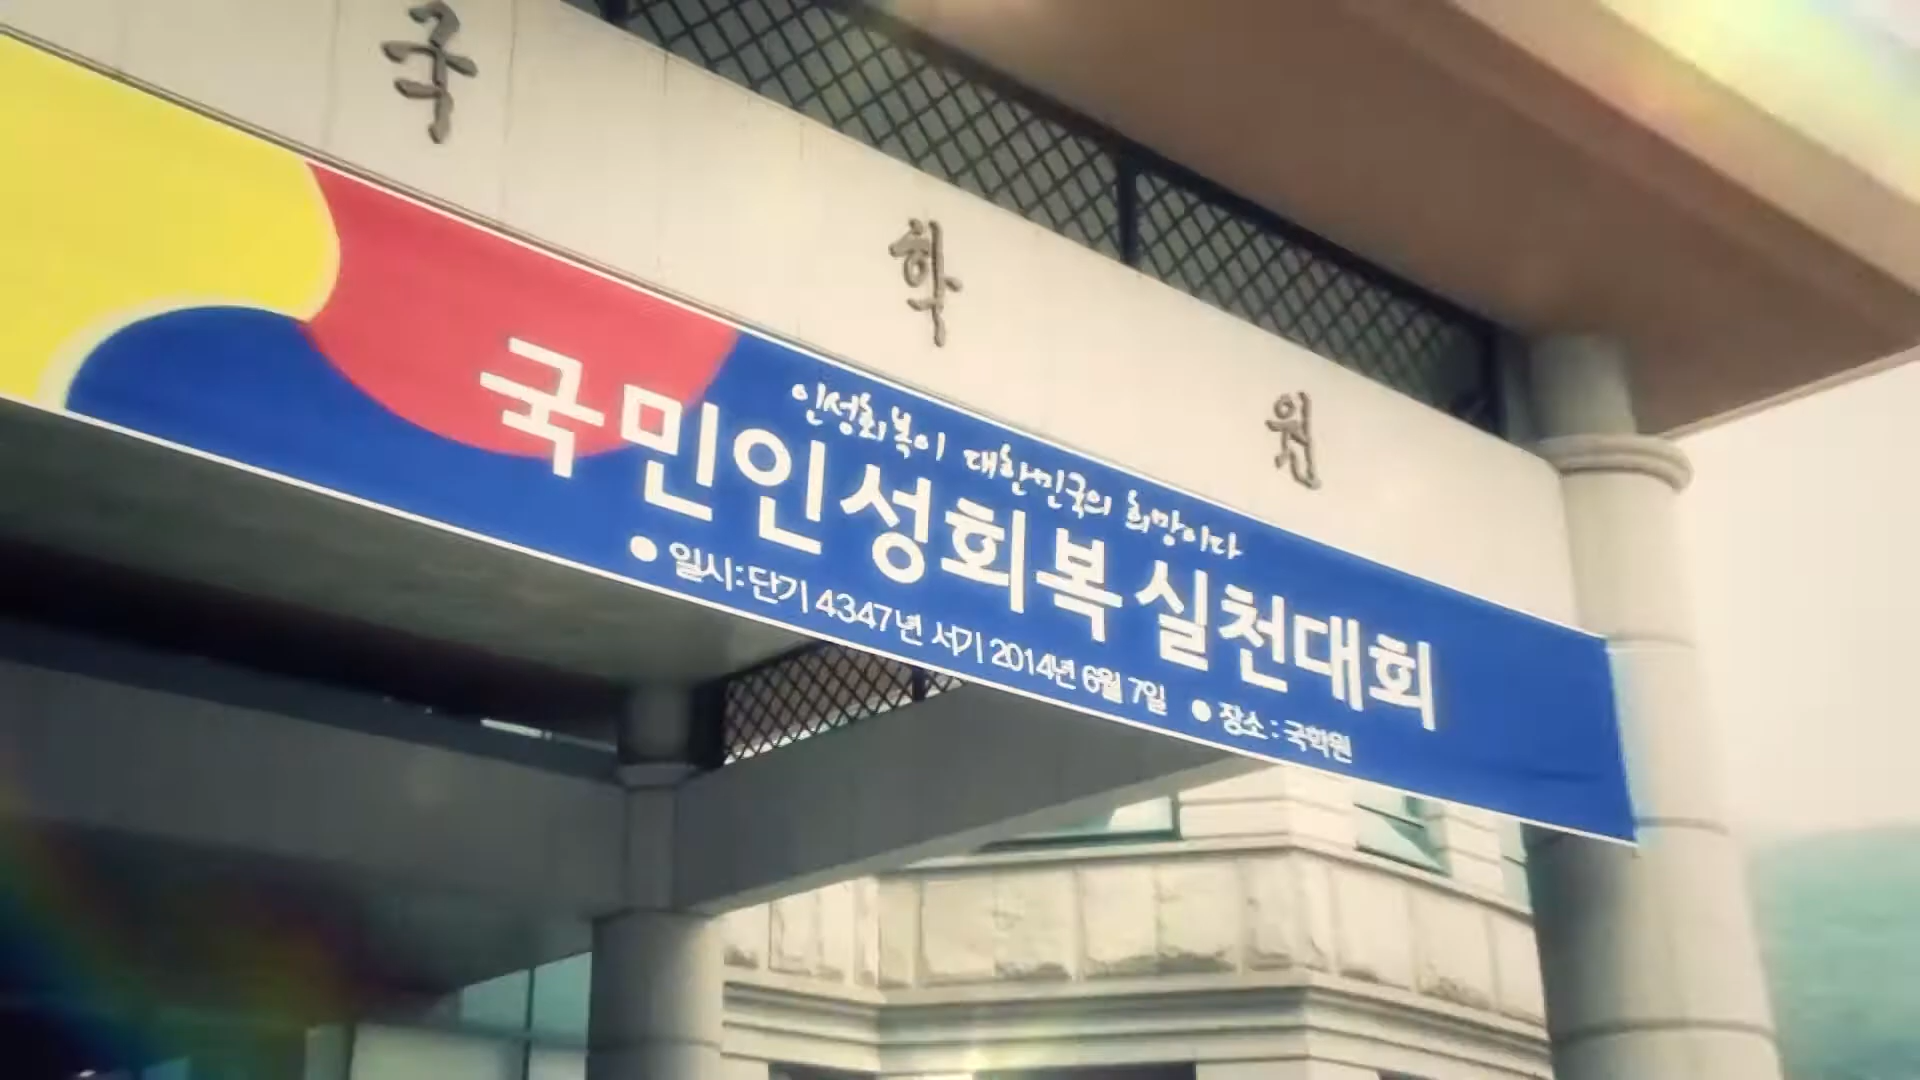 국 학 원
인성회복이 대한민국의 희망이다
국민인성회복 실천대회
● 일시 : 단기 4347년 서기 2014년 6월 7일 ● 장소 : 국학원